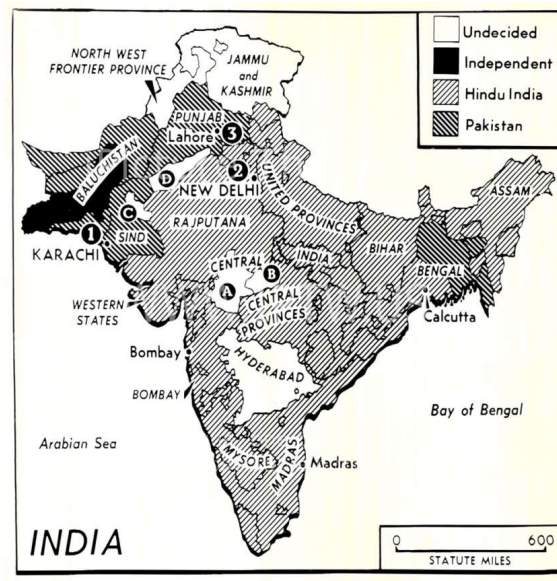 Undecided
Independent
Hindu India
Pakistan
NORTH WEST
FRONTIER PROVINCE
JAMMU
and
KASHMIR
PUNJAB
Lahore
3
BALUCHISTAN
D
2
NEW DELHI
UNITED PROVINCES
ASSAM
C
RAJPUTANA
1
SIND
KARACHI
BIHAR
CENTRAL
INDIA
BENGAL
A
B
WESTERN
STATES
CENTRAL
PROVINCES
Calcutta
Bombay
HYDERABAD
BOMBAY
Bay of Bengal
Arabian Sea
MYSORE
MADRAS
Madras
INDIA
0
600
STATUTE MILES